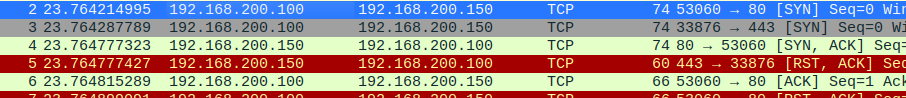 2 23.764214995 192.168.200.100 192.168.200.150 TCP 74 53060 → 80 [SYN] Seq=0 Win
3 23.764287789 192.168.200.100 192.168.200.150 TCP 74 33876 → 443 [SYN] Seq=0 Wi
4 23.764777323 192.168.200.150 192.168.200.100 TCP 74 80 → 53060 [SYN, ACK] Seq=
5 23.764777427 192.168.200.150 192.168.200.100 TCP 60 443 → 33876 [RST, ACK] Seq
6 23.764815289 192.168.200.100 192.168.200.150 TCP 66 53060 → 80 [ACK] Seq=1 Ack